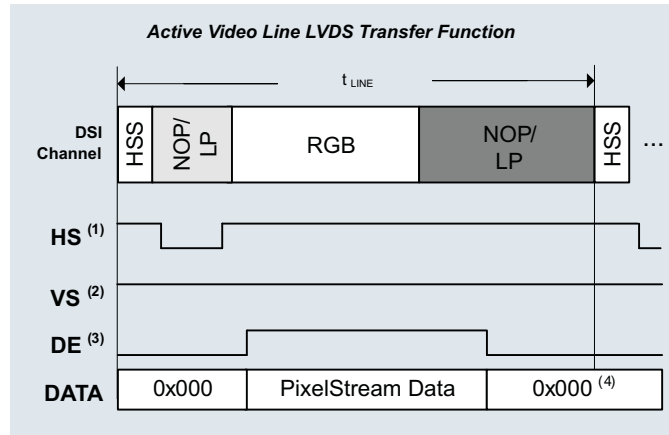 Active Video Line LVDS Transfer Function
t LINE
DSI
Channel
HSS
NOP/
LP
RGB
NOP/
LP
HSS
...
HS (1)
VS (2)
DE (3)
DATA
0x000
PixelStream Data
0x000 (4)